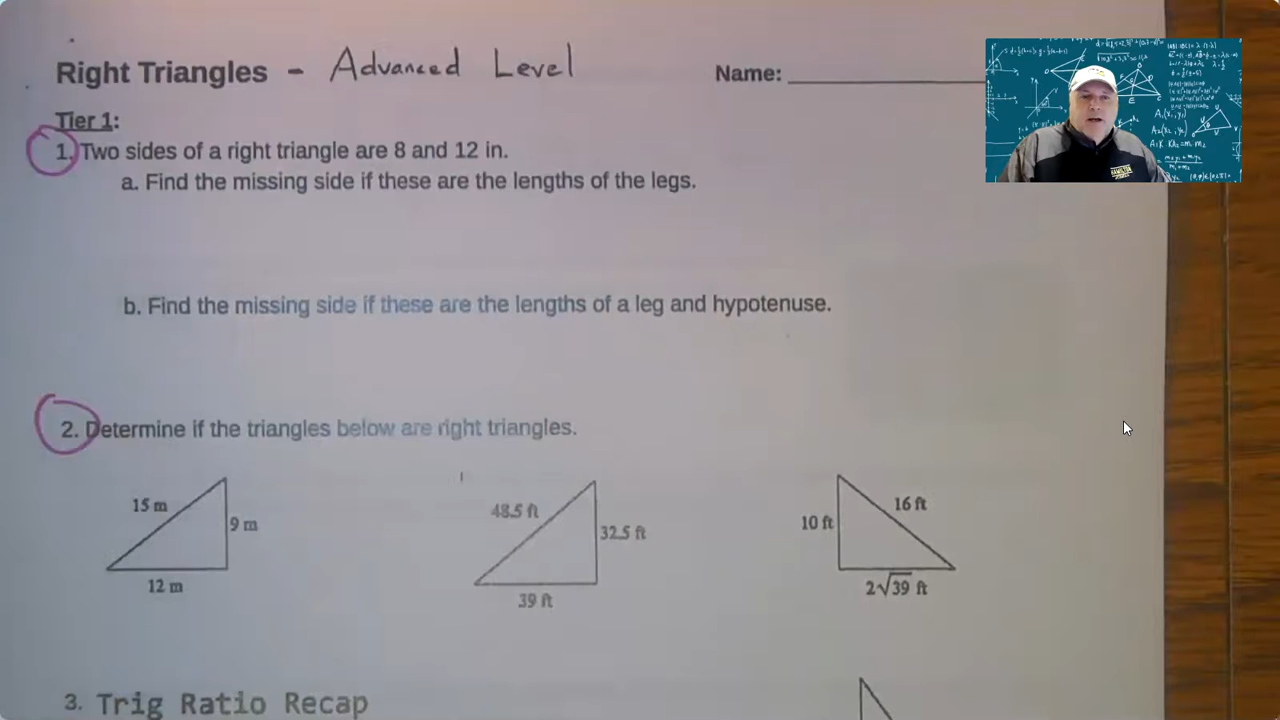 Right Triangles - Advanced Level
Name:
Tier 1:
1. Two sides of a right triangle are 8 and 12 in.
a. Find the missing side if these are the lengths of the legs.
b. Find the missing side if these are the lengths of a leg and hypotenuse.
2. Determine if the triangles below are right triangles.
15 m
9 m
12 m
48.5 ft
32.5 ft
39 ft
10 ft
16 ft
2√39 ft
3. Trig Ratio Recap
HAMILTON